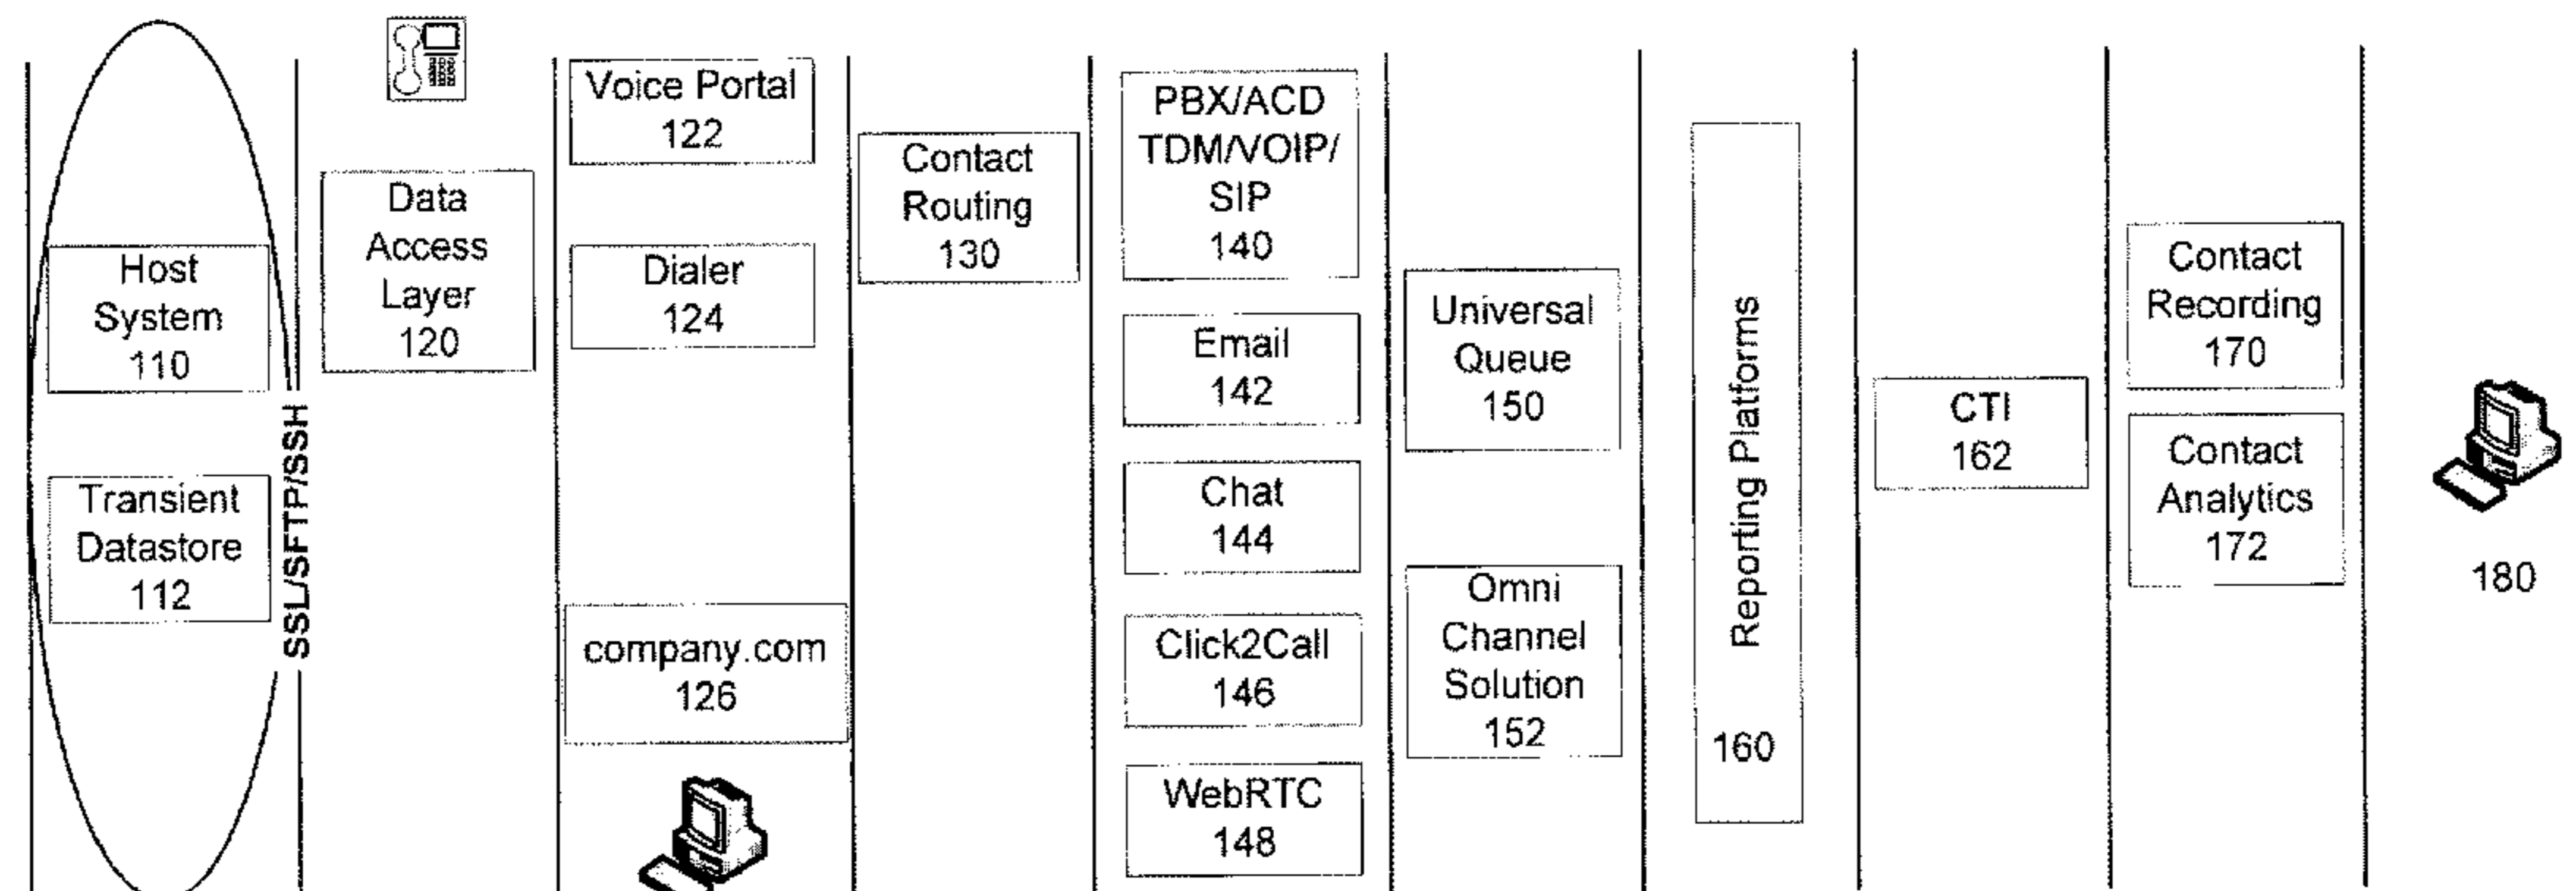 Host
System
110
Transient
Datastore
112
SSL/SFTP/SSH
Data
Access
Layer
120
Voice Portal
122
Dialer
124
company.com
126
Contact
Routing
130
PBX/ACD
TDM/VOIP/
SIP
140
Email
142
Chat
144
Click2Call
146
WebRTC
148
Universal
Queue
150
Omni
Channel
Solution
152
Reporting Platforms
160
CTI
162
Contact
Recording
170
Contact
Analytics
172
180